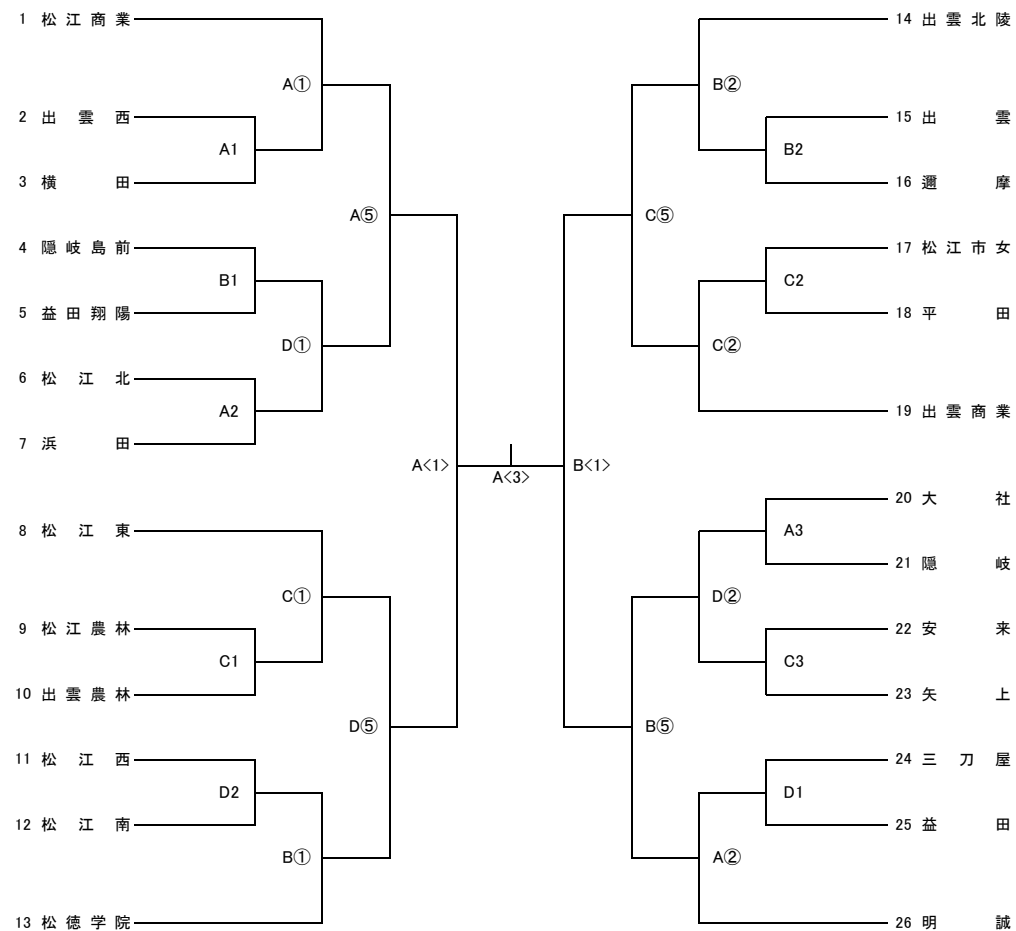 1 松江商業
A①
2 出雲西
A1
3 横田
A⑤
4 隠岐島前
B1
5 益田翔陽
D①
6 松江北
A2
7 浜田
A<1>
8 松江東
C①
9 松江農林
C1
10 出雲農林
D⑤
11 松江西
D2
12 松江南
B①
13 松徳学院
A<3>
14 出雲北陵
B②
15 出雲
B2
16 邇摩
C⑤
17 松江市女
C2
18 平田
C②
19 出雲商業
B<1>
20 大社
A3
21 隠岐
D②
22 安来
C3
23 矢上
B⑤
24 三刀屋
D1
25 益田
A②
26 明誠